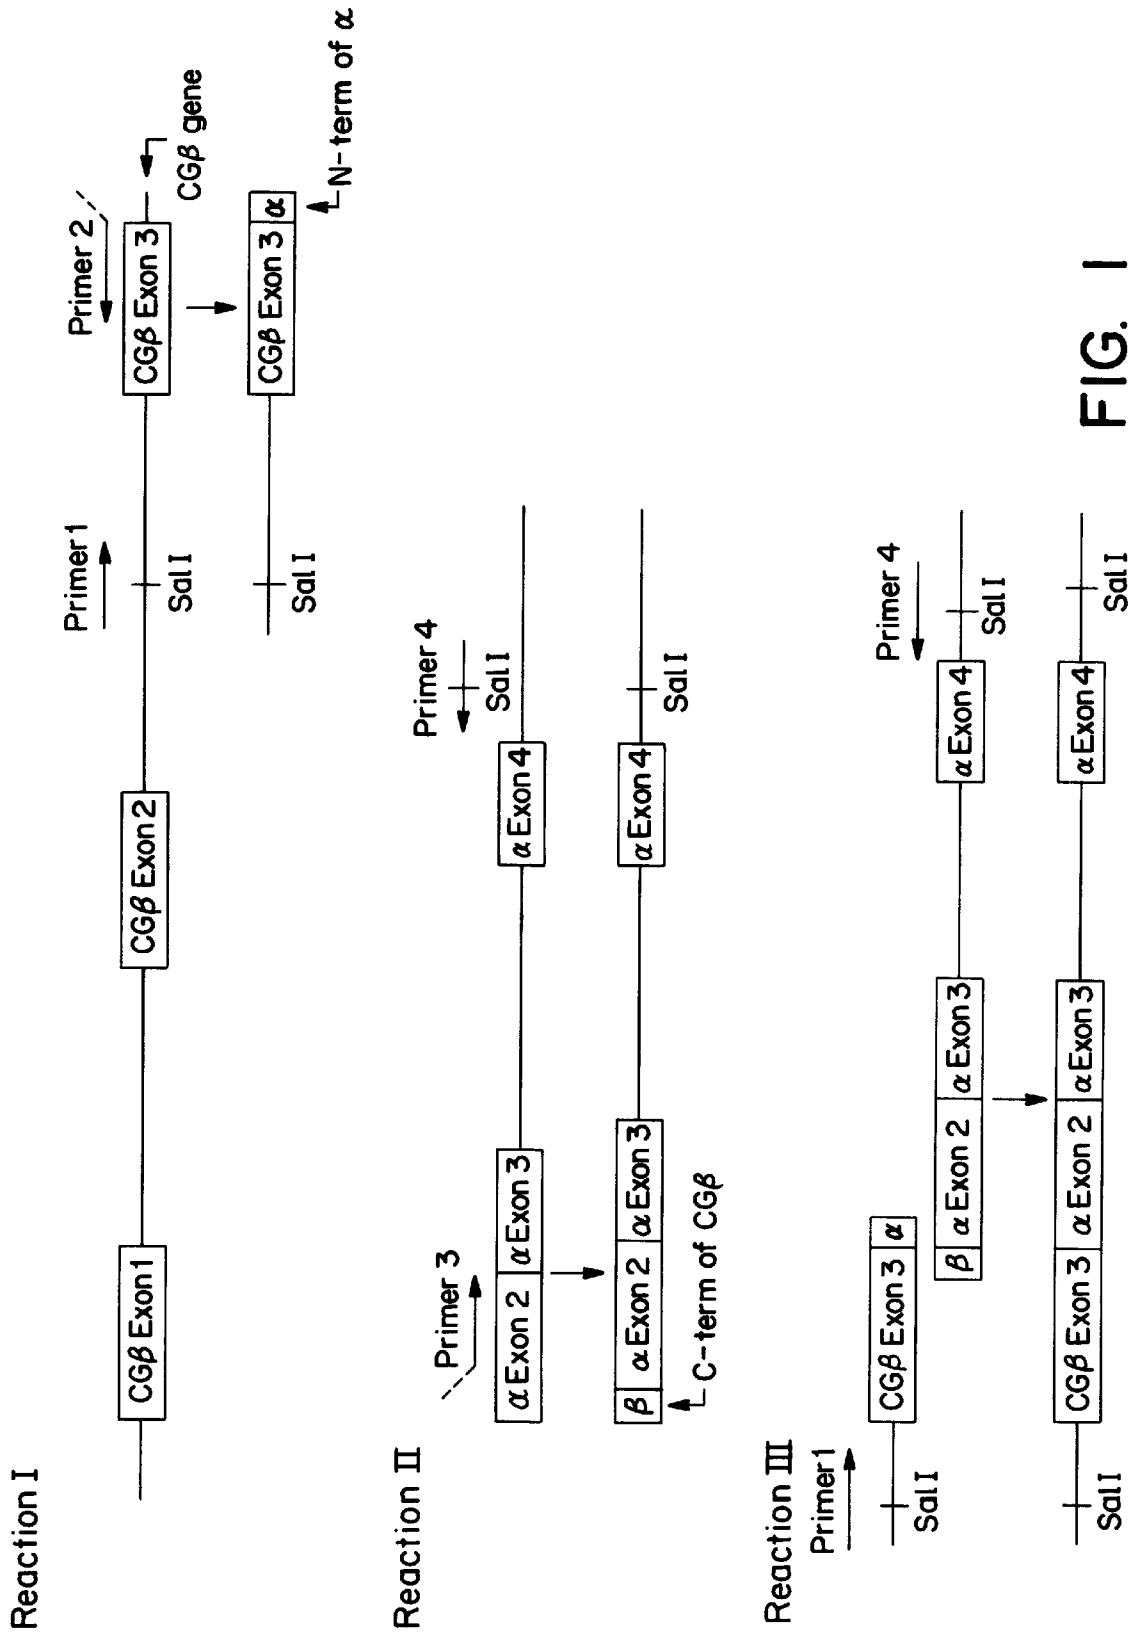 Reaction I
Primer 1
Primer 2
CGβ Exon 1
CGβ Exon 2
CGβ Exon 3
Sal I
CGβ gene
CGβ Exon 3
α
Sal I
N-term of α
Reaction II
Primer 3
Primer 4
Sal I
α Exon 2
α Exon 3
α Exon 4
β
α Exon 2
α Exon 3
α Exon 4
Sal I
C-term of CGβ
Reaction III
Primer 1
CGβ Exon 3
α
Sal I
Primer 4
β
α Exon 2
α Exon 3
α Exon 4
Sal I
CGβ Exon 3
α Exon 2
α Exon 3
α Exon 4
Sal I
Sal I
FIG. 1